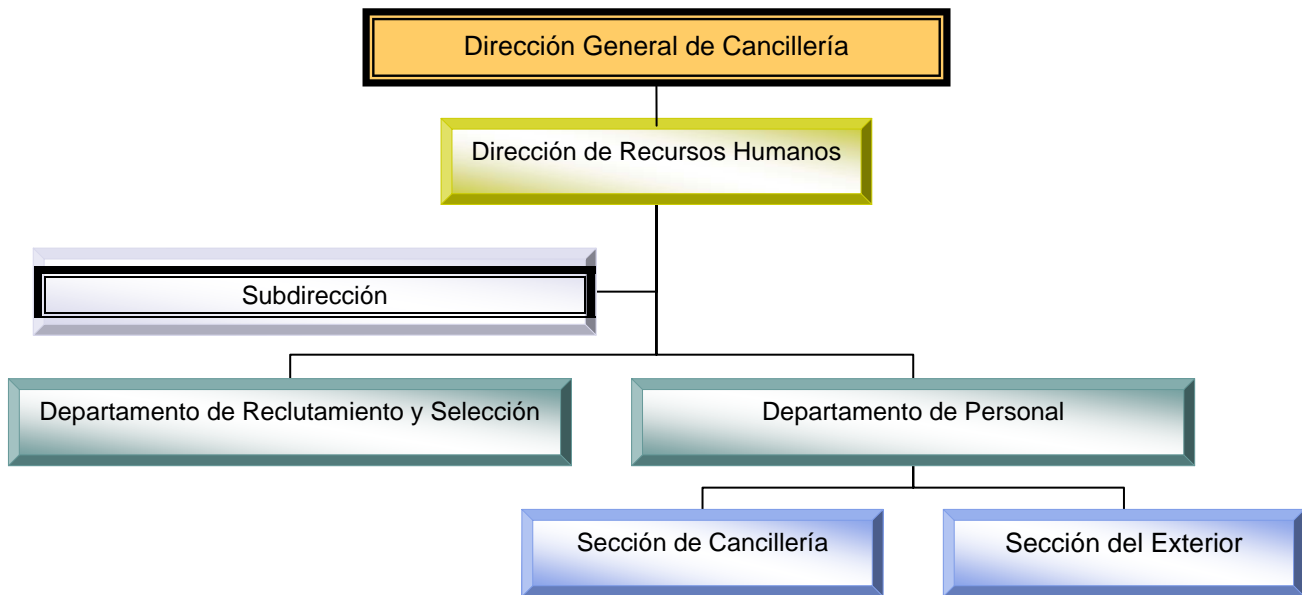 Dirección General de Cancillería
Dirección de Recursos Humanos
Subdirección
Departamento de Reclutamiento y Selección
Departamento de Personal
Sección de Cancillería
Sección del Exterior